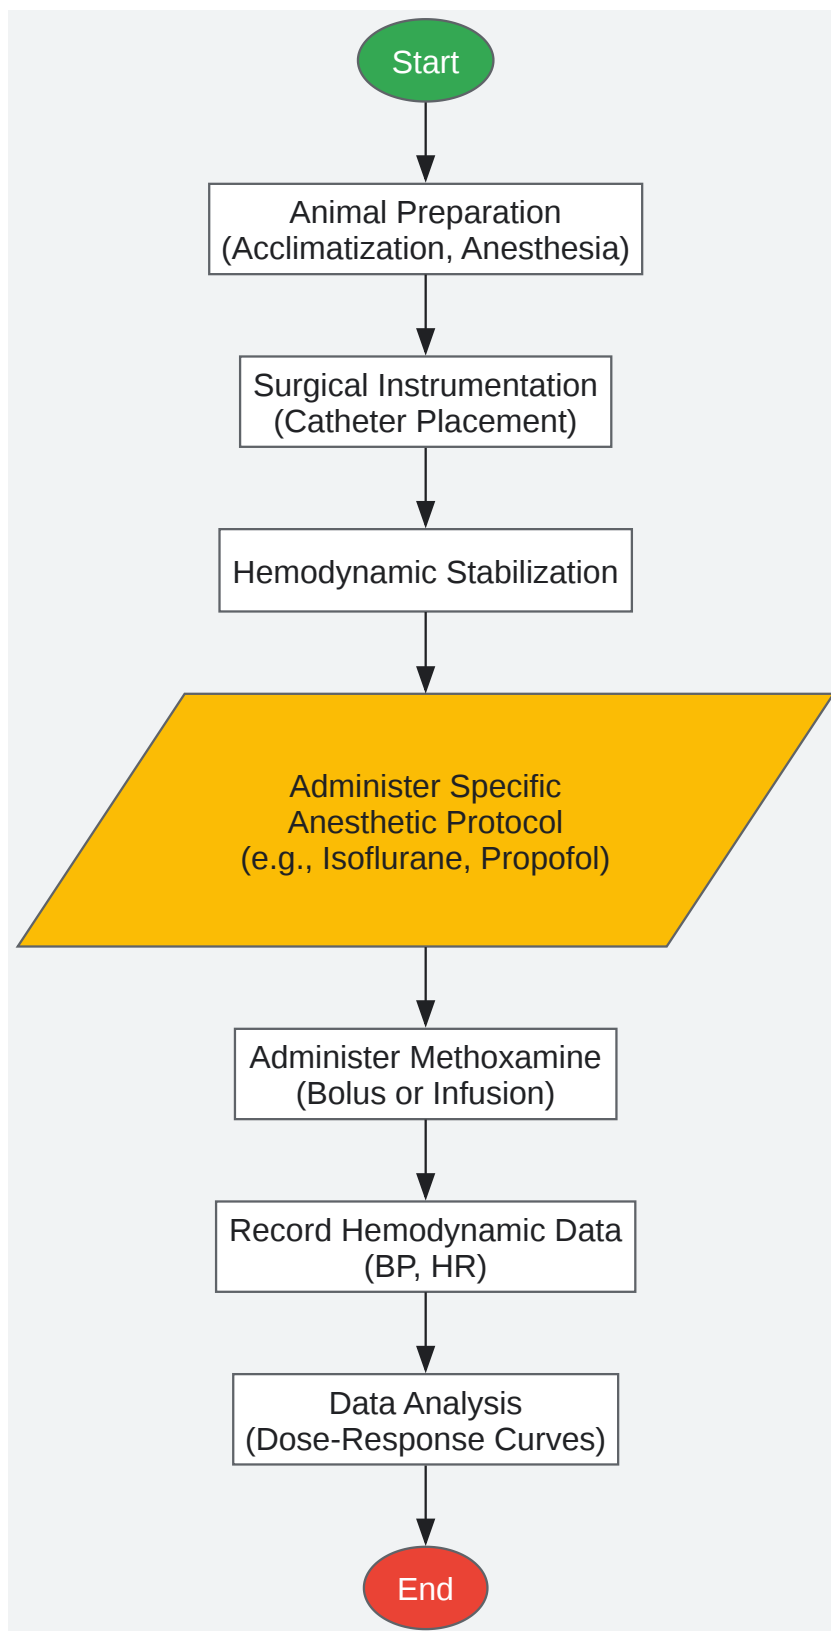 Start
Animal Preparation
(Acclimatization, Anesthesia)
Surgical Instrumentation
(Catheter Placement)
Hemodynamic Stabilization
Administer Specific
Anesthetic Protocol
(e.g., Isoflurane, Propofol)
Administer Methoxamine
(Bolus or Infusion)
Record Hemodynamic Data
(BP, HR)
Data Analysis
(Dose-Response Curves)
End